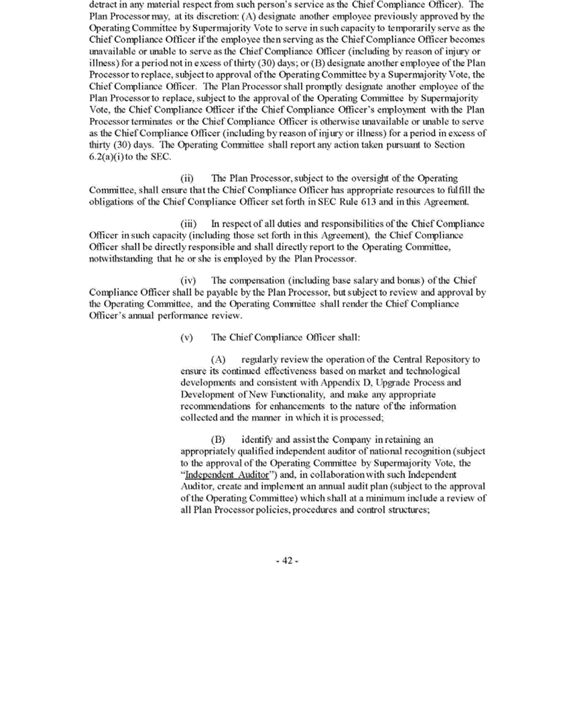 detract in any material respect from such person's service as the Chief Compliance Officer). The
Plan Processor may, at its discretion: (A) designate another employee previously approved by the
Operating Committee by Supermajority Vote to serve in such capacity to temporarily serve as the
Chief Compliance Officer if the employee then serving as the Chief Compliance Officer becomes
unavailable or unable to serve as the Chief Compliance Officer (including by reason of injury or
illness) for a period not in excess of thirty (30) days; or (B) designate another employee of the Plan
Processor to replace, subject to approval of the Operating Committee by a Supermajority Vote, the
Chief Compliance Officer. The Plan Processor shall promptly designate another employee of the
Plan Processor to replace, subject to the approval of the Operating Committee by Supermajority
Vote, the Chief Compliance Officer if the Chief Compliance Officer's employment with the Plan
Processor terminates or the Chief Compliance Officer is otherwise unavailable or unable to serve
as the Chief Compliance Officer (including by reason of injury or illness) for a period in excess of
thirty (30) days. The Operating Committee shall report any action taken pursuant to Section
6.2(a)(i) to the SEC.
(ii) The Plan Processor, subject to the oversight of the Operating
Committee, shall ensure that the Chief Compliance Officer has appropriate resources to fulfill the
obligations of the Chief Compliance Officer set forth in SEC Rule 613 and in this Agreement.
(iii) In respect of all duties and responsibilities of the Chief Compliance
Officer in such capacity (including those set forth in this Agreement), the Chief Compliance
Officer shall be directly responsible and shall directly report to the Operating Committee,
notwithstanding that he or she is employed by the Plan Processor.
(iv) The compensation (including base salary and bonus) of the Chief
Compliance Officer shall be payable by the Plan Processor, but subject to review and approval by
the Operating Committee, and the Operating Committee shall render the Chief Compliance
Officer's annual performance review.
(v) The Chief Compliance Officer shall:
(A) regularly review the operation of the Central Repository to
ensure its continued effectiveness based on market and technological
developments and consistent with Appendix D, Upgrade Process and
Development of New Functionality, and make any appropriate
recommendations for enhancements to the nature of the information
collected and the manner in which it is processed;
(B) identify and assist the Company in retaining an
appropriately qualified independent auditor of national recognition (subject
to the approval of the Operating Committee by Supermajority Vote, the
"Independent Auditor") and, in collaboration with such Independent
Auditor, create and implement an annual audit plan (subject to the approval
of the Operating Committee) which shall at a minimum include a review of
all Plan Processor policies, procedures and control structures;
- 42 -